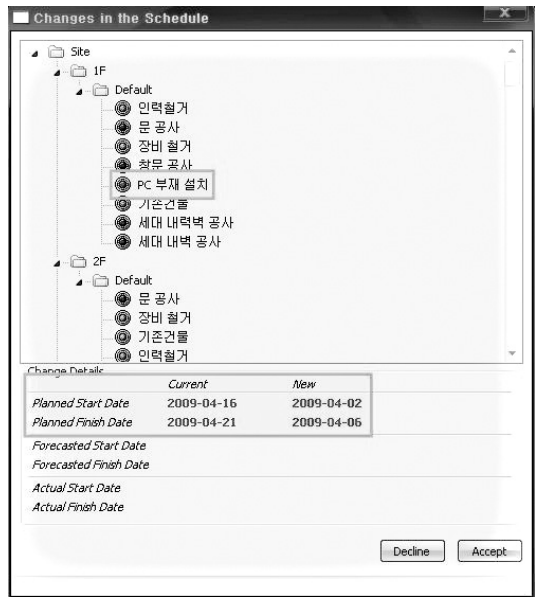 Changes in the Schedule
X
Site
1F
Default
인력철거
문 공사
장비 철거
창문 공사
PC 부재 설치
기존건물
세대 내력벽 공사
세대 내벽 공사
2F
Default
문 공사
장비 철거
기존건물
인력철거
Change Details
Current New
Planned Start Date 2009-04-16 2009-04-02
Planned Finish Date 2009-04-21 2009-04-06
Forecasted Start Date
Forecasted Finish Date
Actual Start Date
Actual Finish Date
Decline Accept